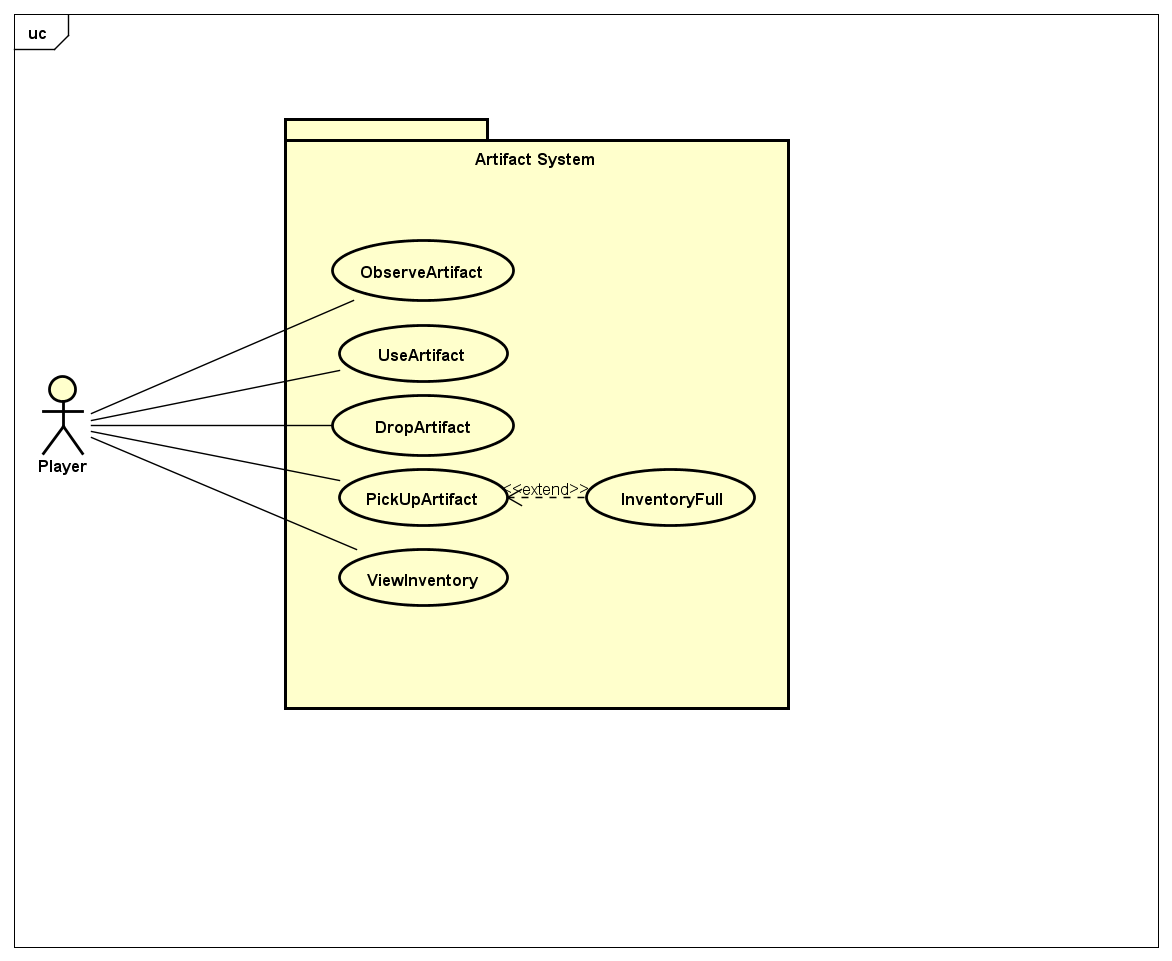 uc
Artifact System
ObserveArtifact
UseArtifact
DropArtifact
Player
PickUpArtifact
<<extend>>
InventoryFull
ViewInventory